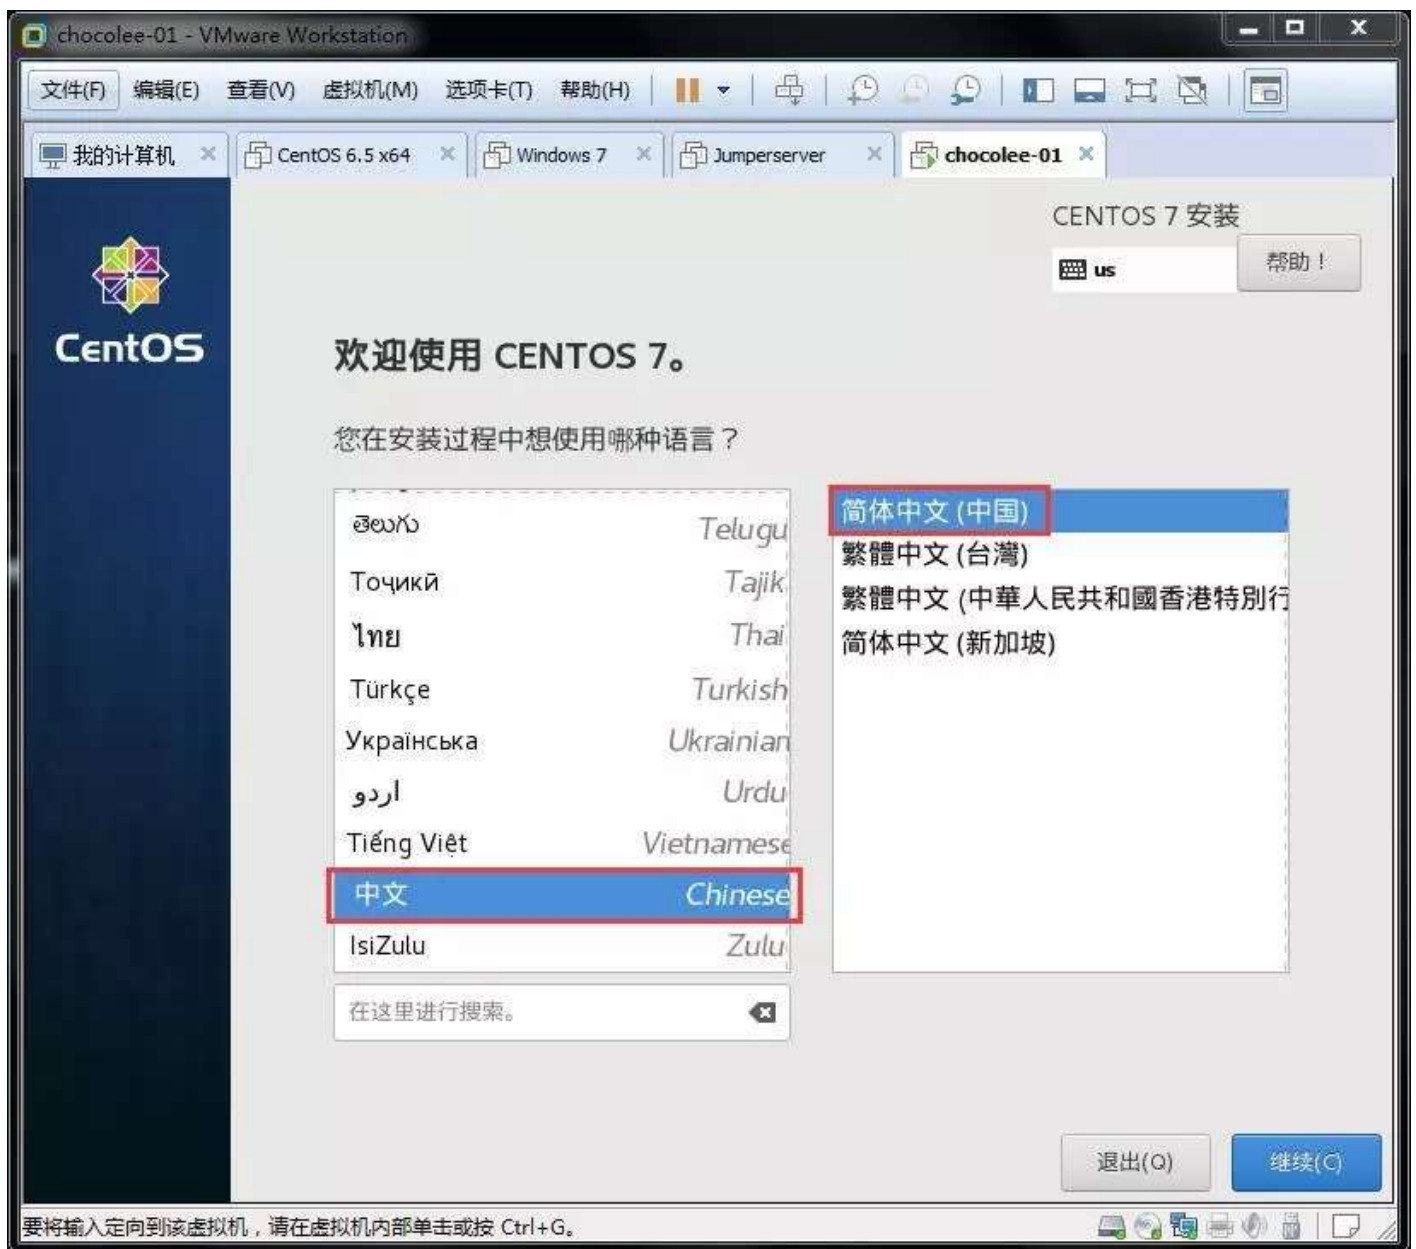 chocolee-01 - VMware Workstation
文件(F) 编辑(E) 查看(V) 虚拟机(M) 选项卡(T) 帮助(H)
我的计算机 CentOS 6.5 x64 Windows 7 Jumperserver chocolee-01
CENTOS 7 安装
us 帮助！
CentOS
欢迎使用 CENTOS 7。
您在安装过程中想使用哪种语言？
తెలుగు Telugu
Тоҷикӣ Tajik
ไทย Thai
Türkçe Turkish
Українська Ukrainian
اردو Urdu
Tiếng Việt Vietnamese
中文 Chinese
IsiZulu Zulu
在这里进行搜索。
简体中文 (中国)
繁體中文 (台灣)
繁體中文 (中華人民共和國香港特別行
简体中文 (新加坡)
退出(Q) 继续(C)
要将输入定向到该虚拟机，请在虚拟机内部单击或按 Ctrl+G。